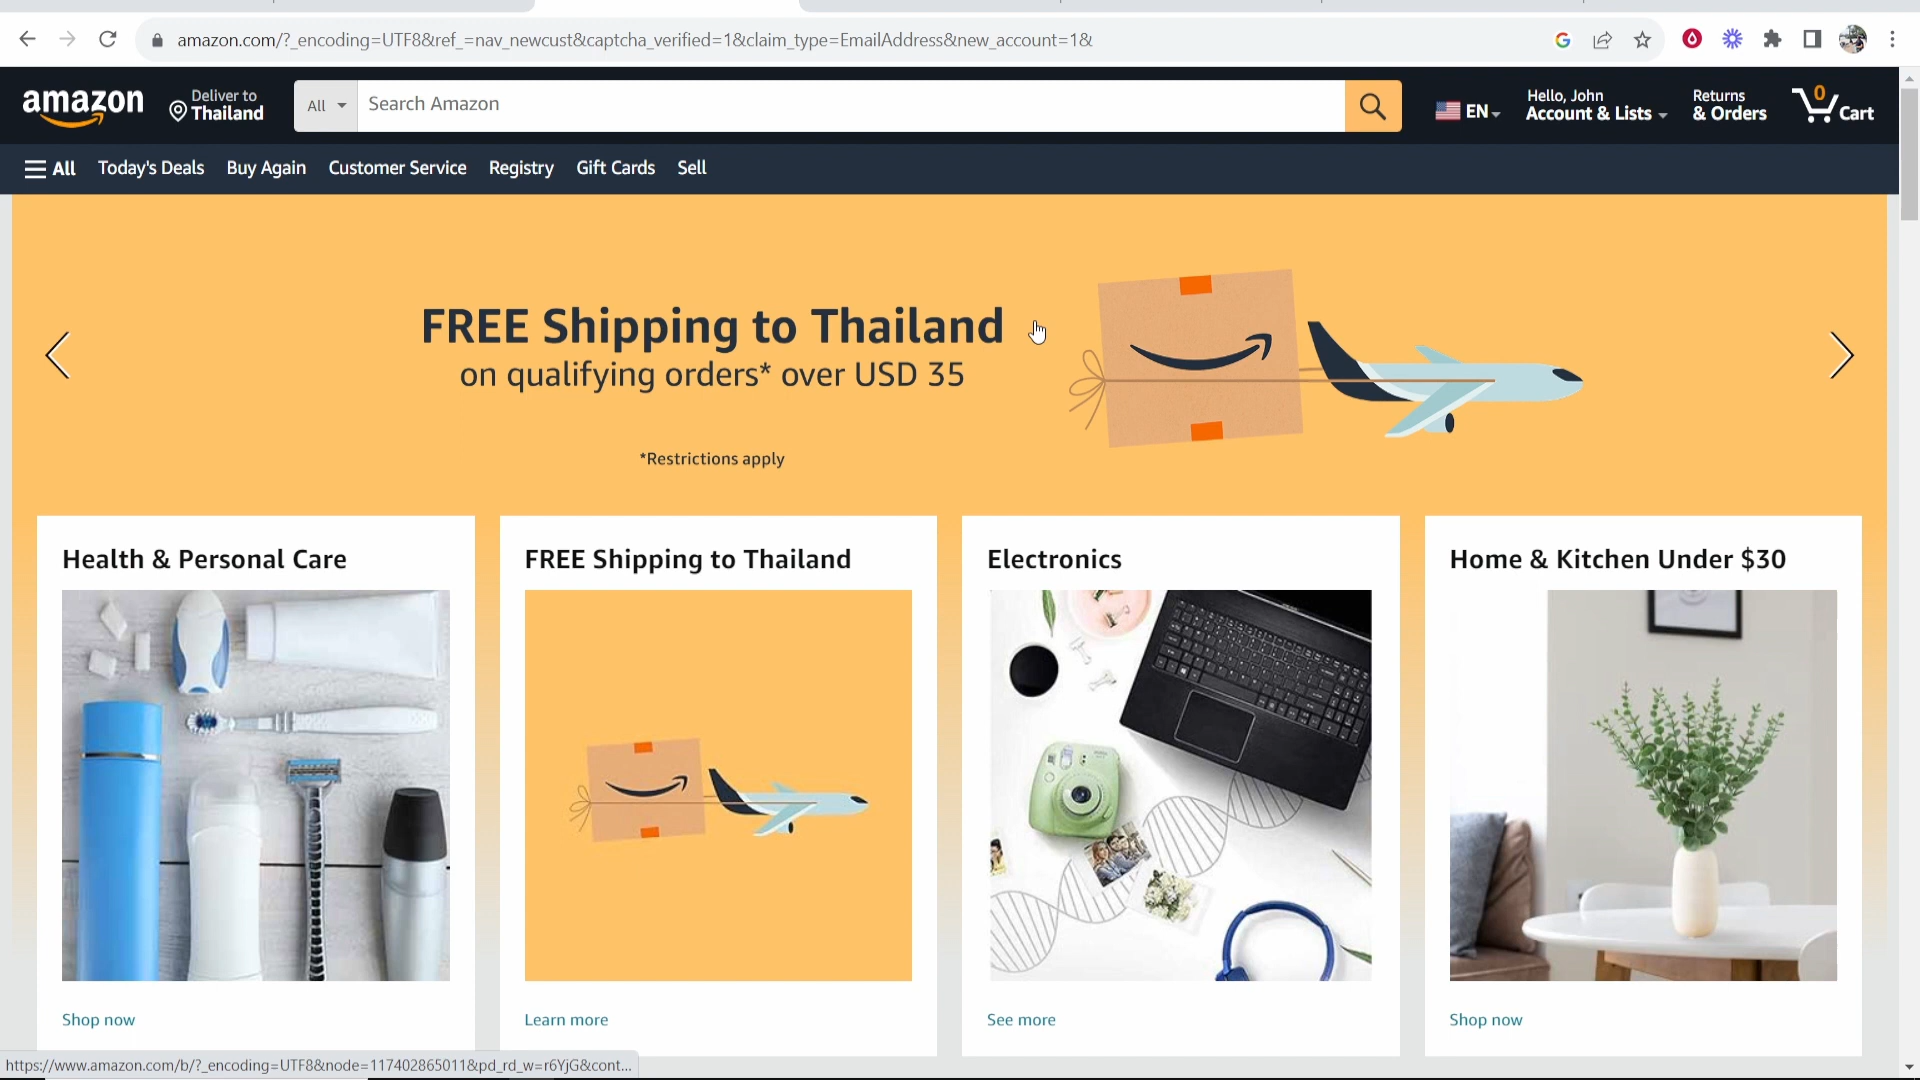 amazon.com/?_encoding=UTF8&ref_=nav_newcust&captcha_verified=1&claim_type=EmailAddress&new_account=1&
amazon
Deliver to
Thailand
All
Search Amazon
EN
Hello, John
Account & Lists
Returns
& Orders
0
Cart
All
Today's Deals
Buy Again
Customer Service
Registry
Gift Cards
Sell
FREE Shipping to Thailand
on qualifying orders* over USD 35
*Restrictions apply
Health & Personal Care
FREE Shipping to Thailand
Electronics
Home & Kitchen Under $30
Shop now
Learn more
See more
Shop now
https://www.amazon.com/b/?_encoding=UTF8&node=117402865011&pd_rd_w=r6YjG&cont...